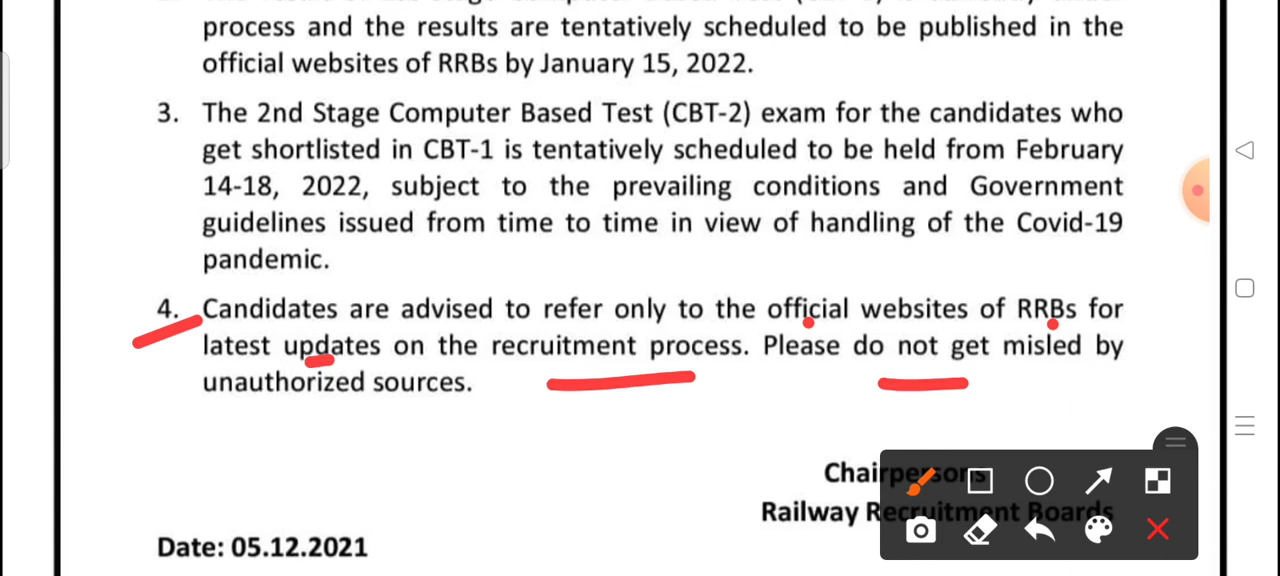 process and the results are tentatively scheduled to be published in the
official websites of RRBs by January 15, 2022.
3. The 2nd Stage Computer Based Test (CBT-2) exam for the candidates who
get shortlisted in CBT-1 is tentatively scheduled to be held from February
14-18, 2022, subject to the prevailing conditions and Government
guidelines issued from time to time in view of handling of the Covid-19
pandemic.
4. Candidates are advised to refer only to the official websites of RRBs for
latest updates on the recruitment process. Please do not get misled by
unauthorized sources.
Chairpersons
Railway Recruitment Boards
Date: 05.12.2021